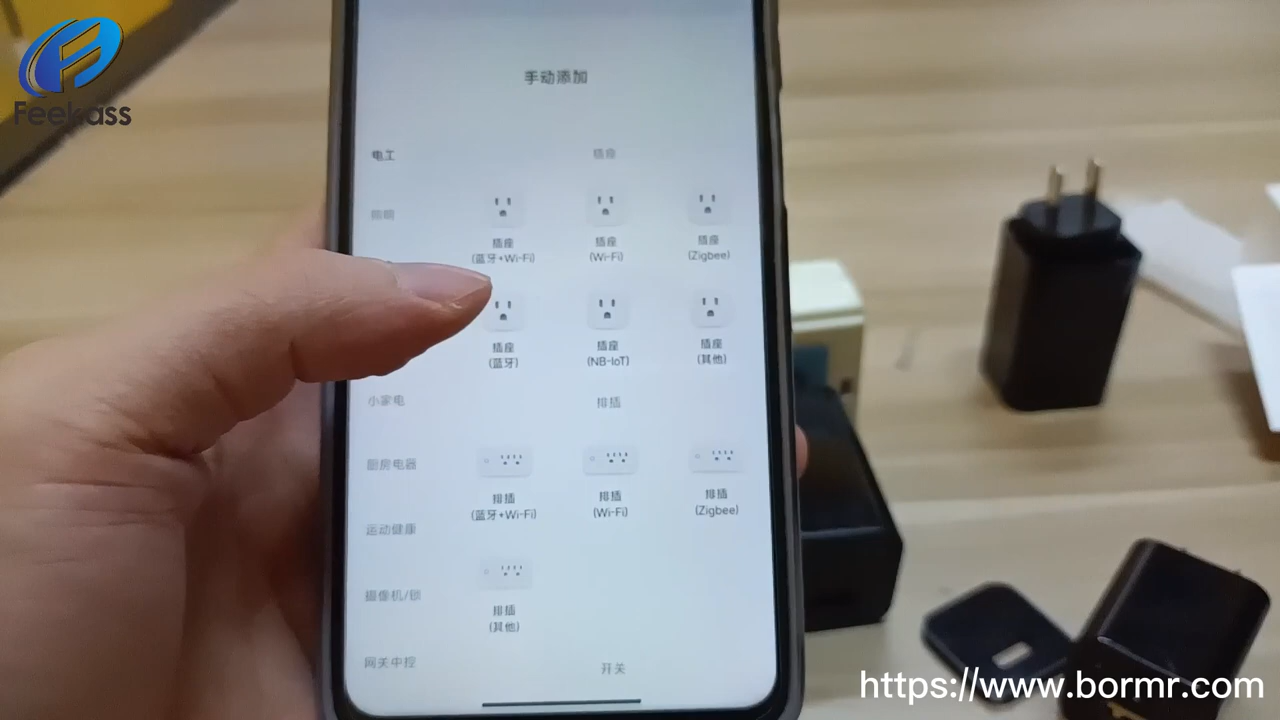 Feekass
手动添加
电工
插座
照明
插座
(蓝牙+Wi-Fi)
插座
(Wi-Fi)
插座
(Zigbee)
插座
(蓝牙)
插座
(NB-IoT)
插座
(其他)
小家电
排插
厨房电器
排插
(蓝牙+Wi-Fi)
排插
(Wi-Fi)
排插
(Zigbee)
运动健康
摄像机/锁
排插
(其他)
网关中控
开关
https://www.bormr.com